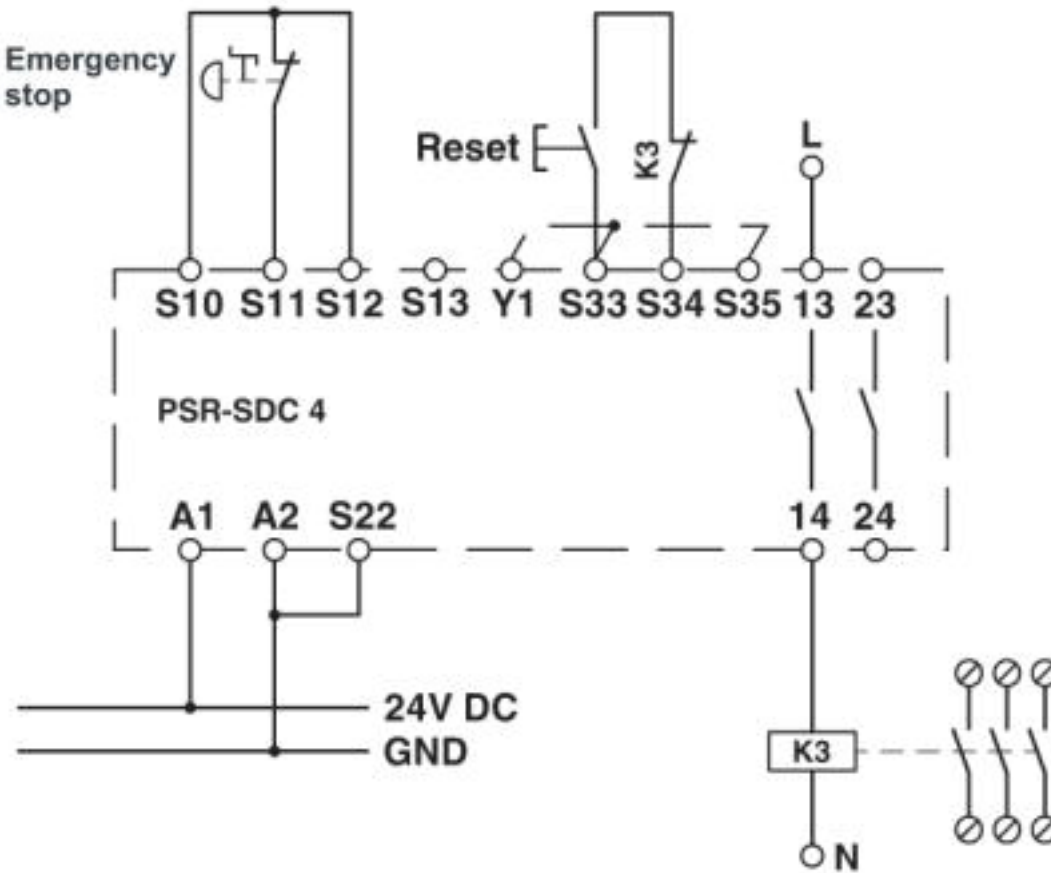 Emergency
stop
Reset
K3
L
S10 S11 S12 S13 Y1 S33 S34 S35 13 23
PSR-SDC 4
A1 A2 S22 14 24
24V DC
GND
K3
N